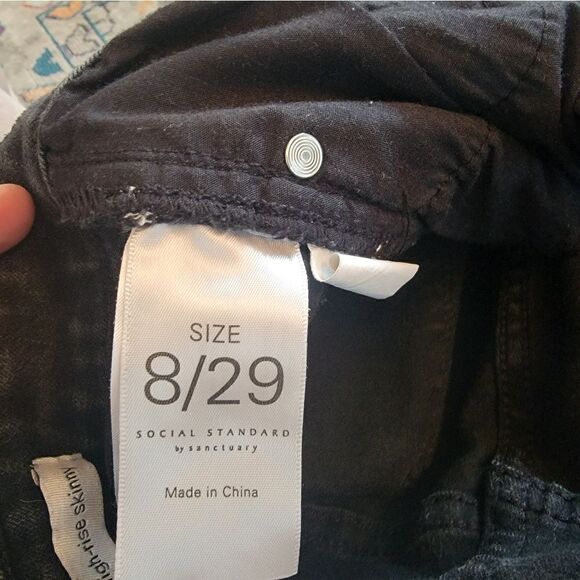 SIZE
8/29
SOCIAL STANDARD
by sanctuary
Made in China
high-rise skinny